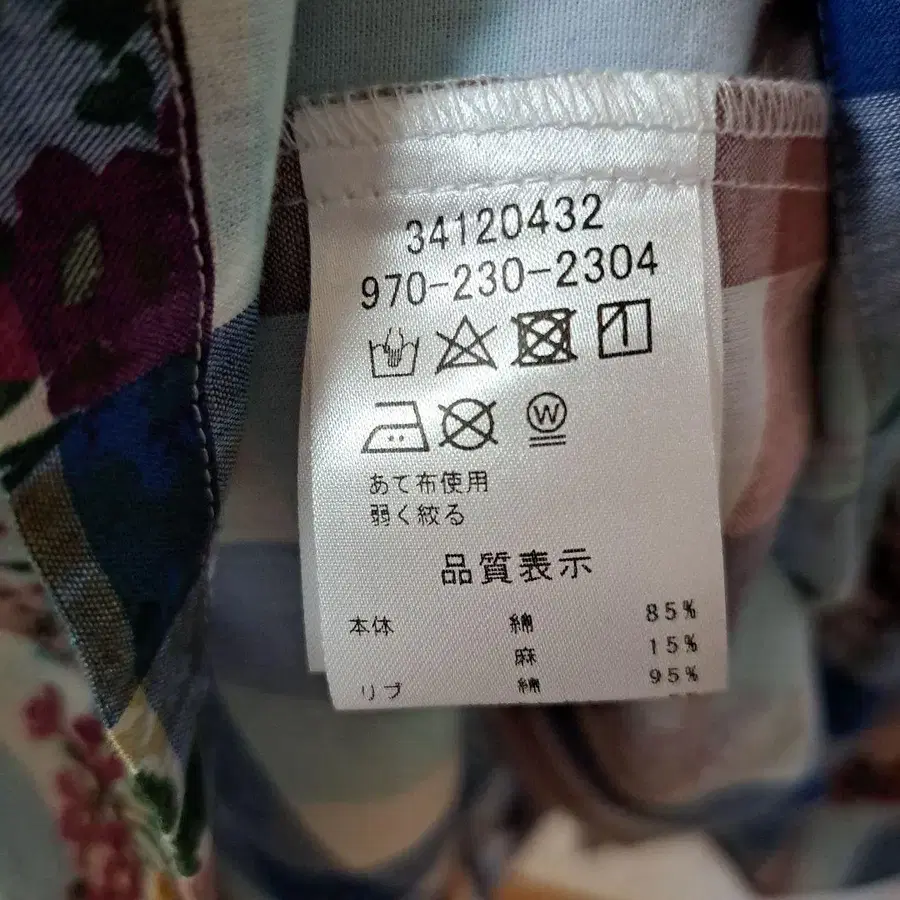 34120432
970-230-2304
W
あて布使用
弱く絞る
品質表示
本体 綿 85%
麻 15%
リブ 綿 95%